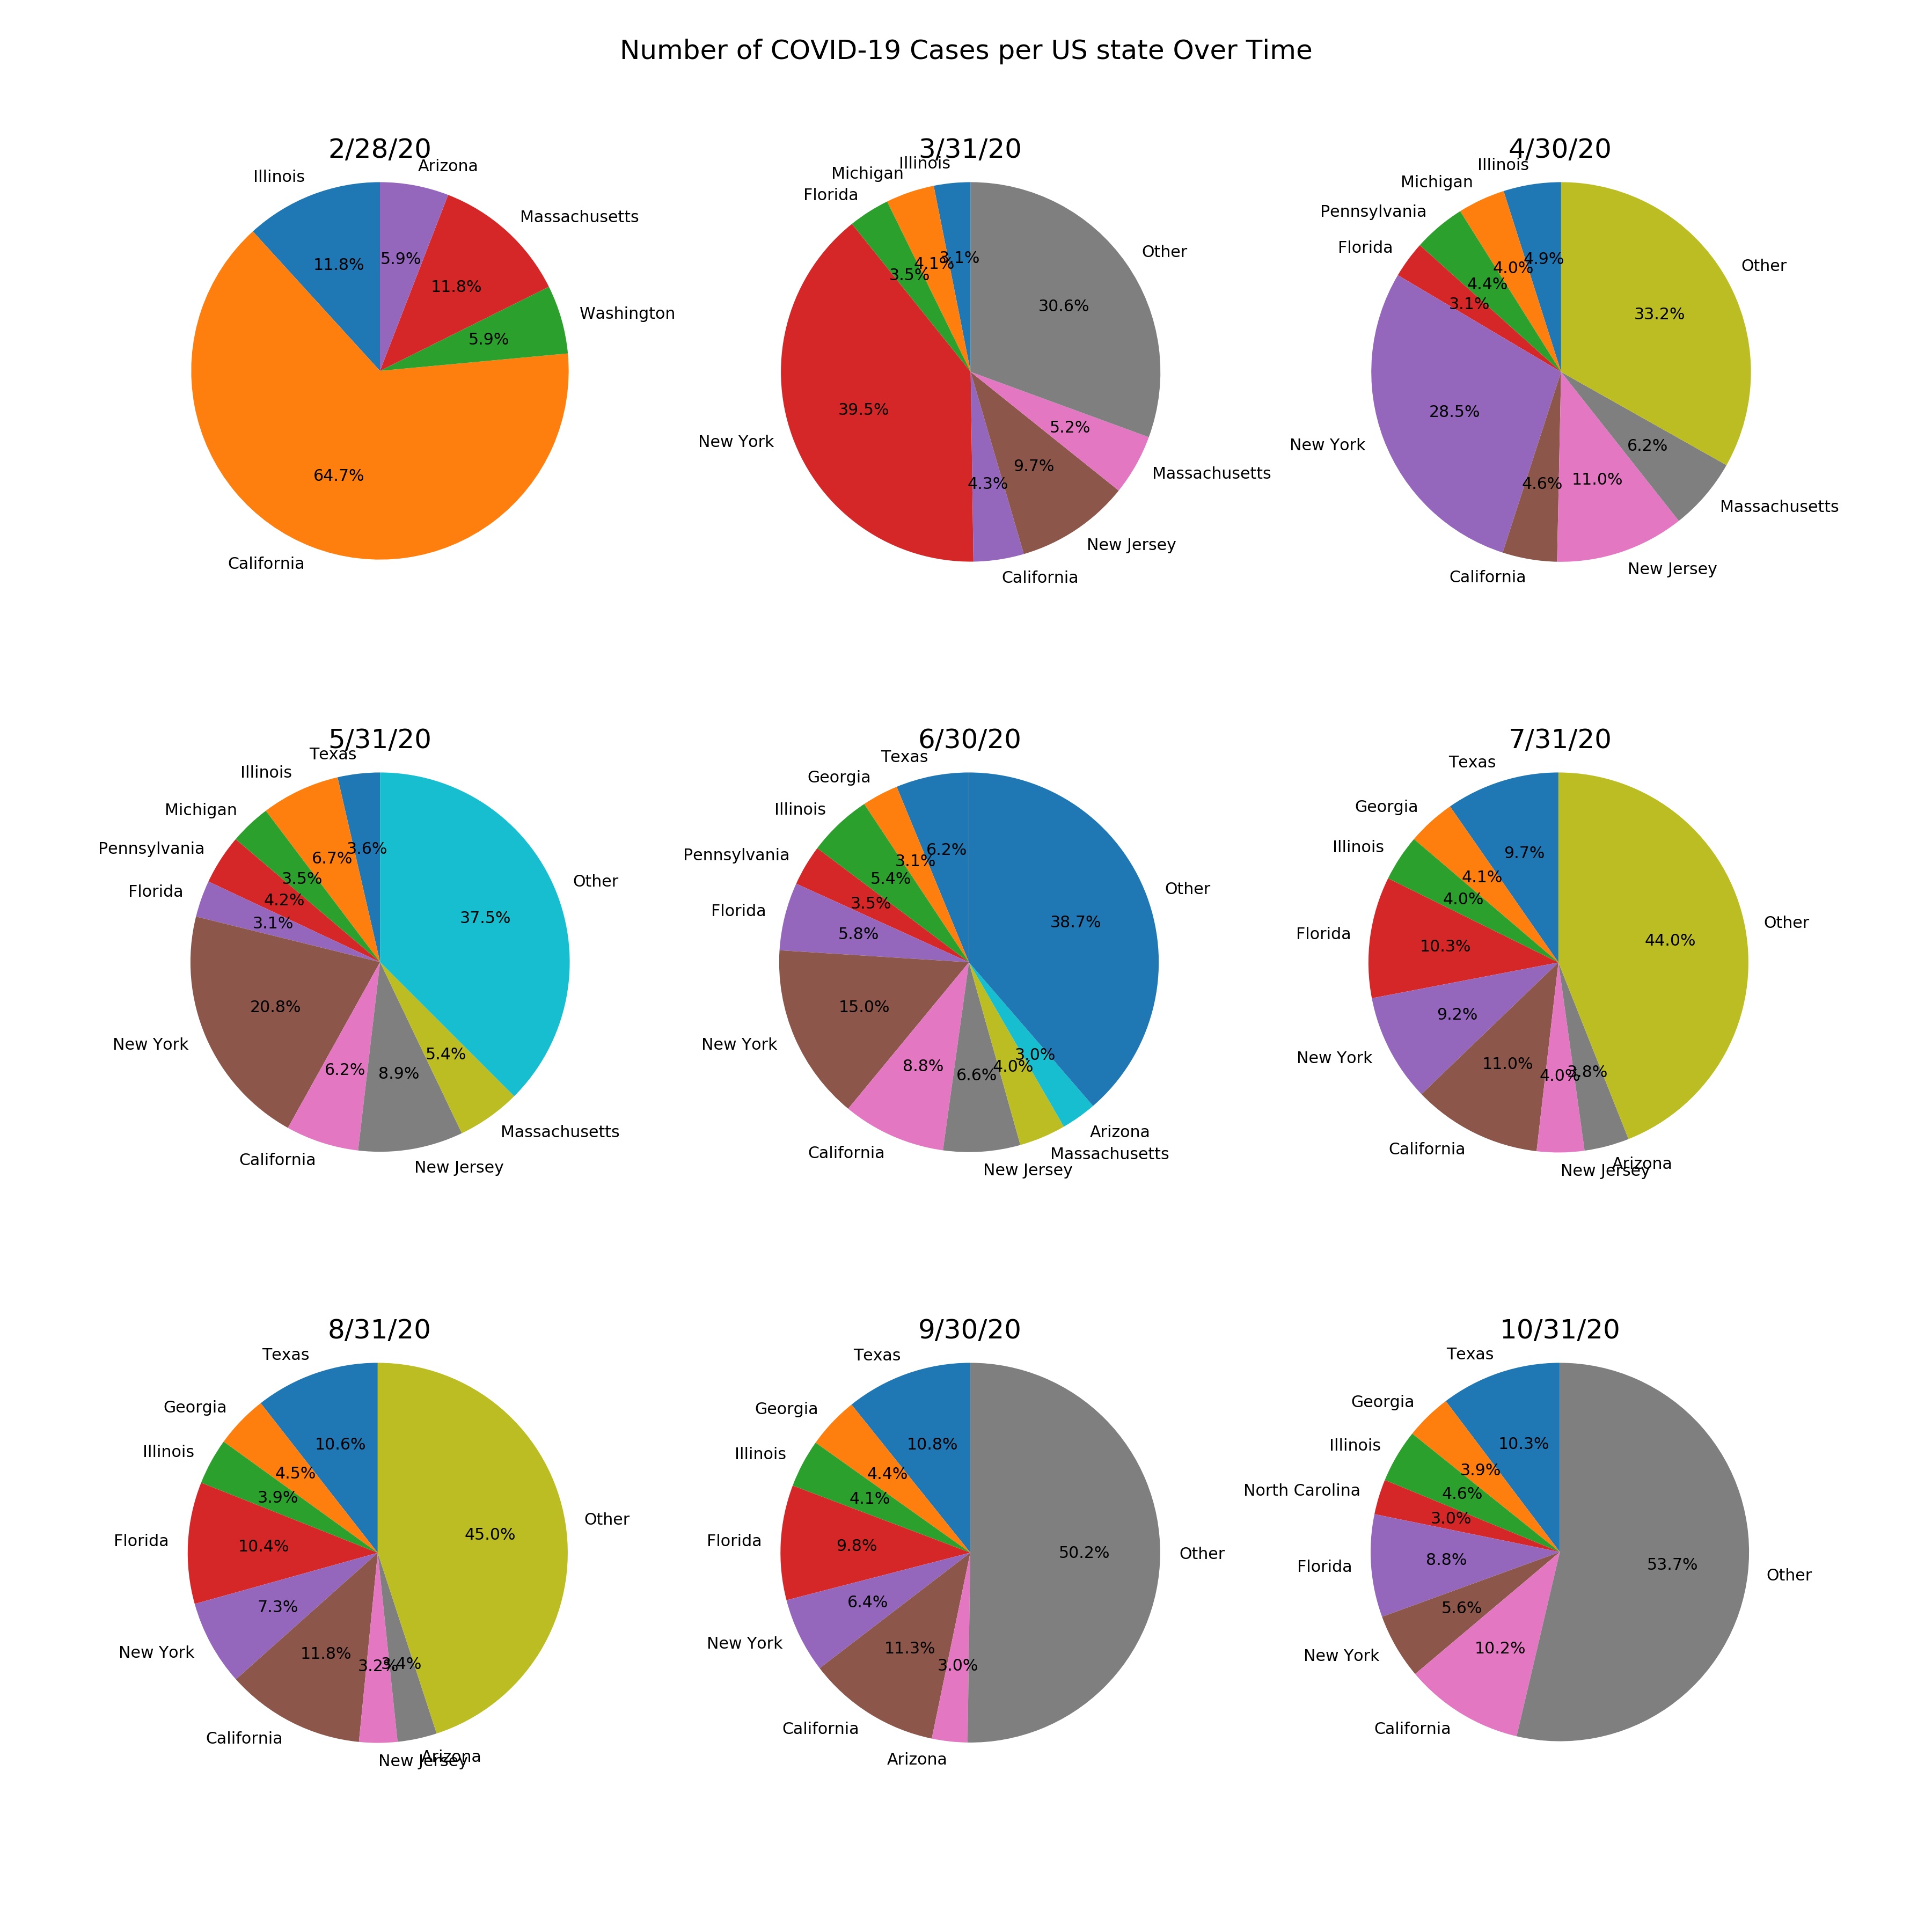 Number of COVID-19 Cases per US state Over Time
2/28/20
Illinois
Arizona
Massachusetts
Washington
California
11.8%
5.9%
11.8%
5.9%
64.7%
3/31/20
Illinois
Michigan
Florida
Other
New York
Massachusetts
New Jersey
California
3.1%
4.1%
3.5%
30.6%
39.5%
5.2%
9.7%
4.3%
4/30/20
Illinois
Michigan
Pennsylvania
Florida
Other
New York
Massachusetts
New Jersey
California
4.9%
4.0%
4.4%
3.1%
33.2%
28.5%
6.2%
11.0%
4.6%
5/31/20
Texas
Illinois
Michigan
Pennsylvania
Florida
Other
New York
Massachusetts
California
New Jersey
3.6%
6.7%
3.5%
4.2%
3.1%
37.5%
20.8%
5.4%
6.2%
8.9%
6/30/20
Texas
Georgia
Illinois
Pennsylvania
Florida
Other
New York
Arizona
Massachusetts
California
New Jersey
6.2%
3.1%
5.4%
3.5%
5.8%
38.7%
15.0%
3.0%
4.0%
8.8%
6.6%
7/31/20
Texas
Georgia
Illinois
Florida
Other
New York
California
Arizona
New Jersey
9.7%
4.1%
4.0%
10.3%
44.0%
9.2%
11.0%
4.0%
3.8%
8/31/20
Texas
Georgia
Illinois
Florida
Other
New York
California
Arizona
New Jersey
10.6%
4.5%
3.9%
10.4%
45.0%
7.3%
11.8%
3.2%
3.4%
9/30/20
Texas
Georgia
Illinois
Florida
Other
New York
California
Arizona
10.8%
4.4%
4.1%
9.8%
50.2%
6.4%
11.3%
3.0%
10/31/20
Texas
Georgia
Illinois
North Carolina
Florida
Other
New York
California
10.3%
3.9%
4.6%
3.0%
8.8%
53.7%
5.6%
10.2%